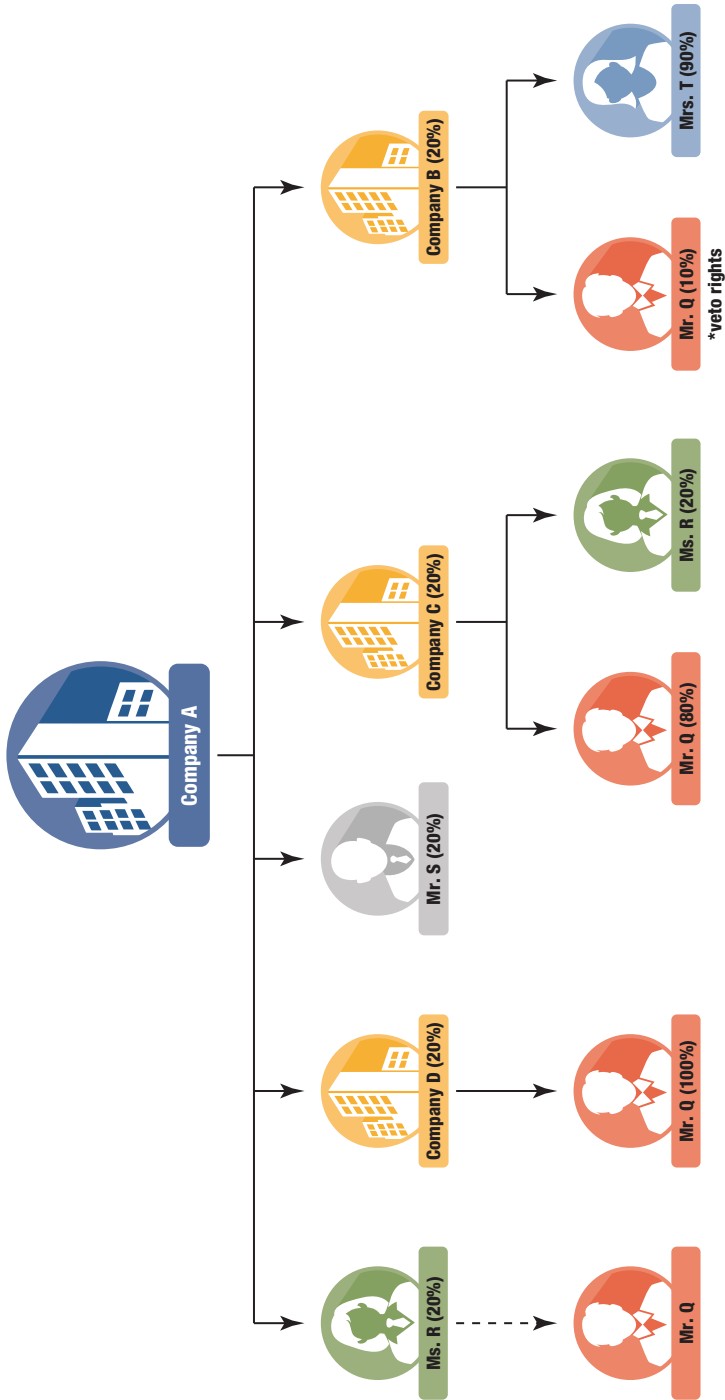 Company A
Ms. R (20%)
Company D (20%)
Mr. S (20%)
Company C (20%)
Company B (20%)
Mr. Q
Mr. Q (100%)
Mr. Q (80%)
Ms. R (20%)
Mr. Q (10%)
Mrs. T (90%)
*veto rights